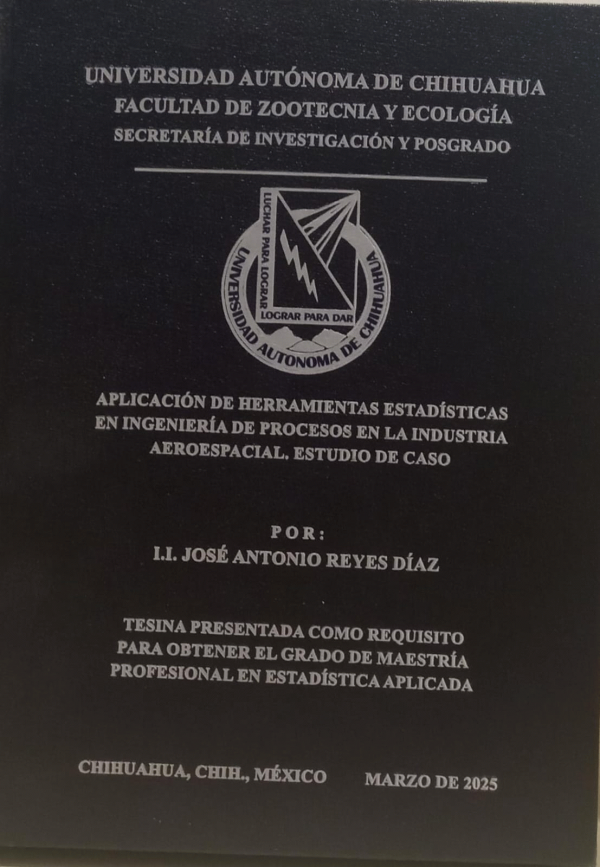 UNIVERSIDAD AUTÓNOMA DE CHIHUAHUA
FACULTAD DE ZOOTECNIA Y ECOLOGÍA
SECRETARÍA DE INVESTIGACIÓN Y POSGRADO
LUCHAR PARA LOGRAR
LOGRAR PARA DAR
UNIVERSIDAD AUTONOMA DE CHIHUAHUA
APLICACIÓN DE HERRAMIENTAS ESTADÍSTICAS
EN INGENIERÍA DE PROCESOS EN LA INDUSTRIA
AEROESPACIAL. ESTUDIO DE CASO
POR:
I.I. JOSÉ ANTONIO REYES DÍAZ
TESINA PRESENTADA COMO REQUISITO
PARA OBTENER EL GRADO DE MAESTRÍA
PROFESIONAL EN ESTADÍSTICA APLICADA
CHIHUAHUA, CHIH., MÉXICO MARZO DE 2025